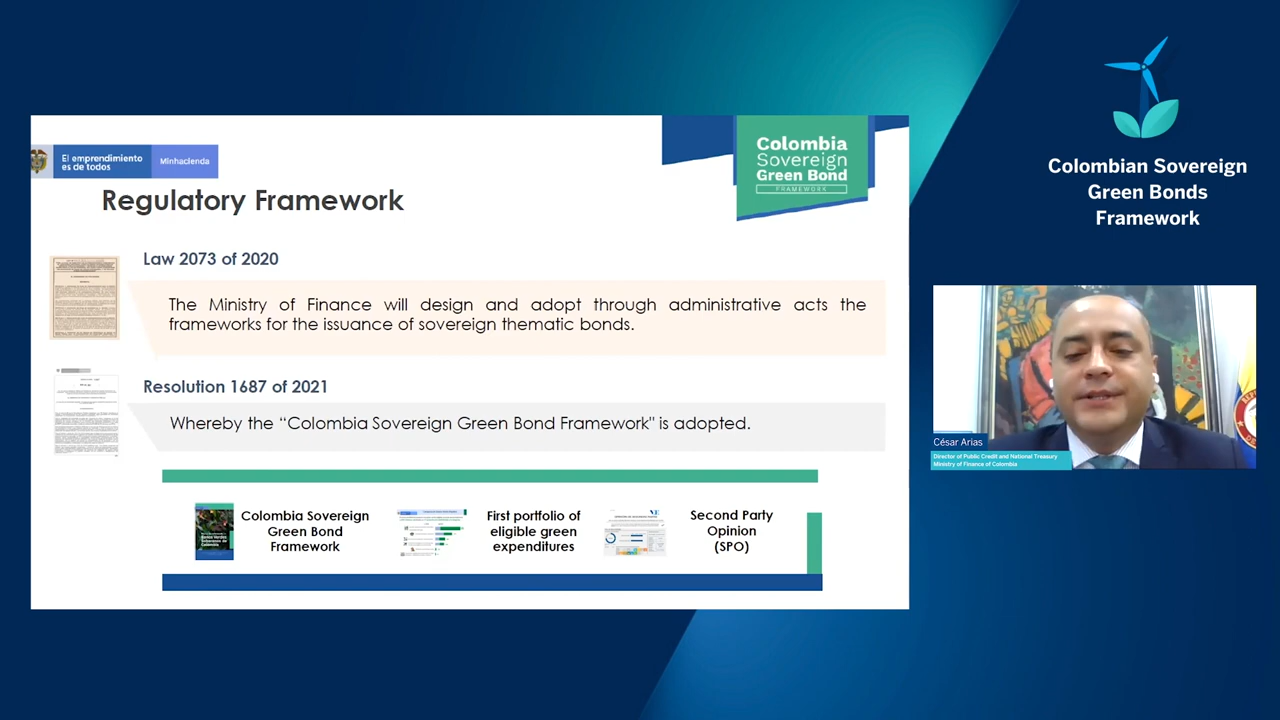 El emprendimiento
es de todos
Minhacienda
Colombia
Sovereign
Green Bond
FRAMEWORK
Regulatory Framework
Law 2073 of 2020
The Ministry of Finance will design and adopt through administrative acts the
frameworks for the issuance of sovereign thematic bonds.
Resolution 1687 of 2021
Whereby the “Colombia Sovereign Green Bond Framework" is adopted.
Colombia Sovereign
Green Bond
Framework
First portfolio of
eligible green
expenditures
Second Party
Opinion
(SPO)
Colombian Sovereign
Green Bonds
Framework
César Arias
Director of Public Credit and National Treasury
Ministry of Finance of Colombia